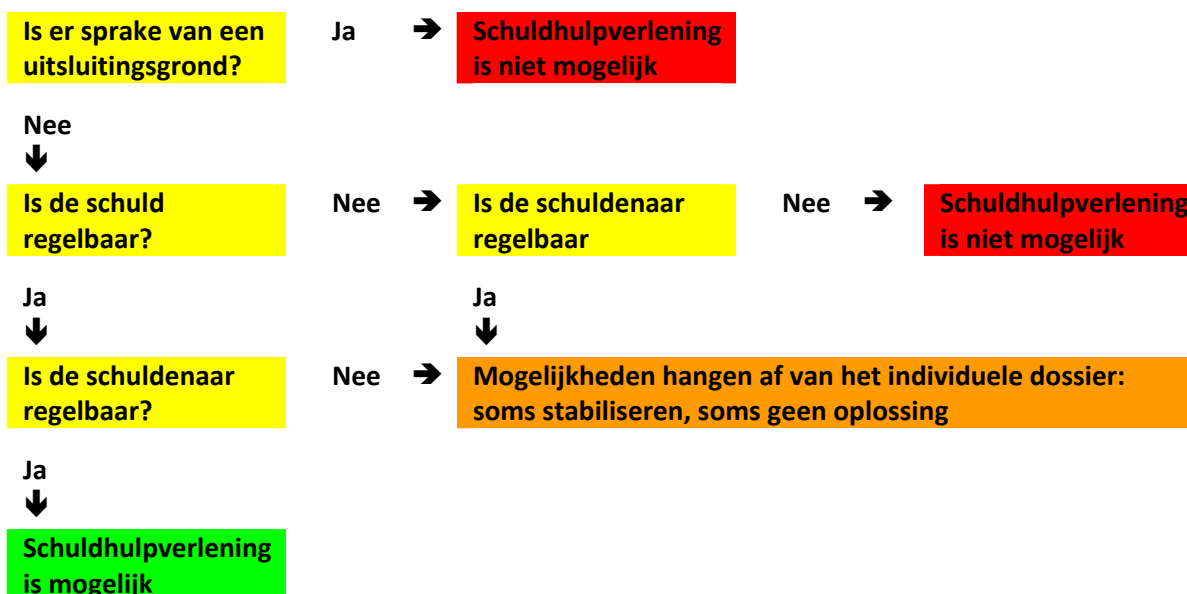 Is er sprake van een
uitsluitingsgrond?
Ja
Schuldhulpverlening
is niet mogelijk
Nee
Is de schuld
regelbaar?
Nee
Is de schuldenaar
regelbaar
Nee
Schuldhulpverlening
is niet mogelijk
Ja
Ja
Is de schuldenaar
regelbaar?
Nee
Mogelijkheden hangen af van het individuele dossier:
soms stabiliseren, soms geen oplossing
Ja
Schuldhulpverlening
is mogelijk